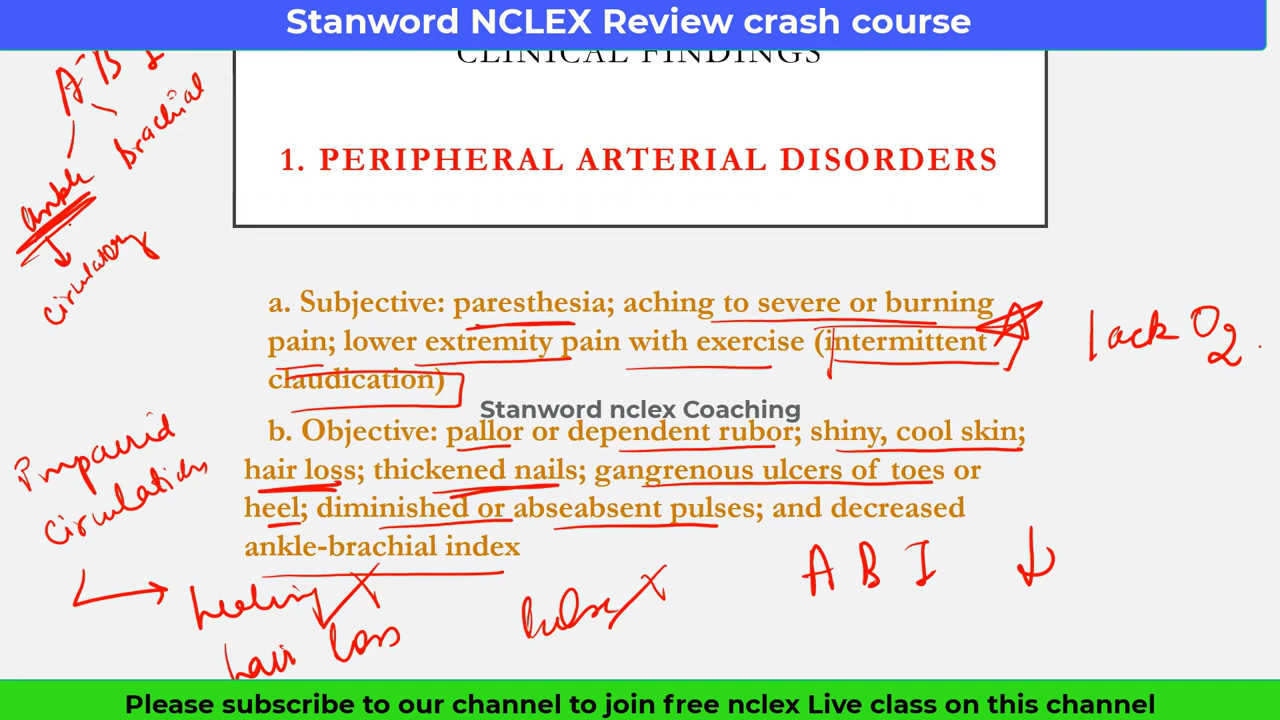 Stanword NCLEX Review crash course
CLINICAL FINDINGS
1. PERIPHERAL ARTERIAL DISORDERS
A B I
brachial
ankle
circulatory
a. Subjective: paresthesia; aching to severe or burning
pain; lower extremity pain with exercise (intermittent
claudication)
lack O2
Stanword nclex Coaching
b. Objective: pallor or dependent rubor; shiny, cool skin;
hair loss; thickened nails; gangrenous ulcers of toes or
heel; diminished or abseabsent pulses; and decreased
ankle-brachial index
circulation
A B I ↓
hair loss
Please subscribe to our channel to join free nclex Live class on this channel